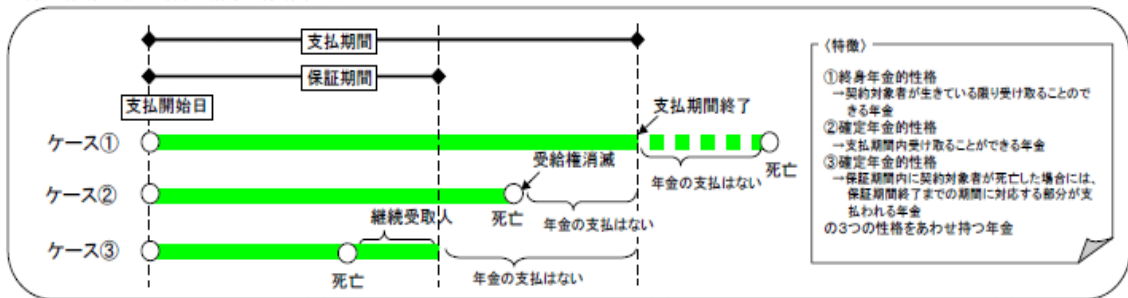 支払期間
保証期間
支払開始日
支払期間終了
ケース①
死亡
年金の支払はない
受給権消滅
ケース②
死亡
年金の支払はない
継続受取人
ケース③
死亡
年金の支払はない
〈特徴〉
①終身年金的性格
→契約対象者が生きている限り受け取ることので
きる年金
②確定年金的性格
→支払期間内受け取ることができる年金
③確定年金的性格
→保証期間内に契約対象者が死亡した場合には、
保証期間終了までの期間に対応する部分が支
払われる年金
の3つの性格をあわせ持つ年金